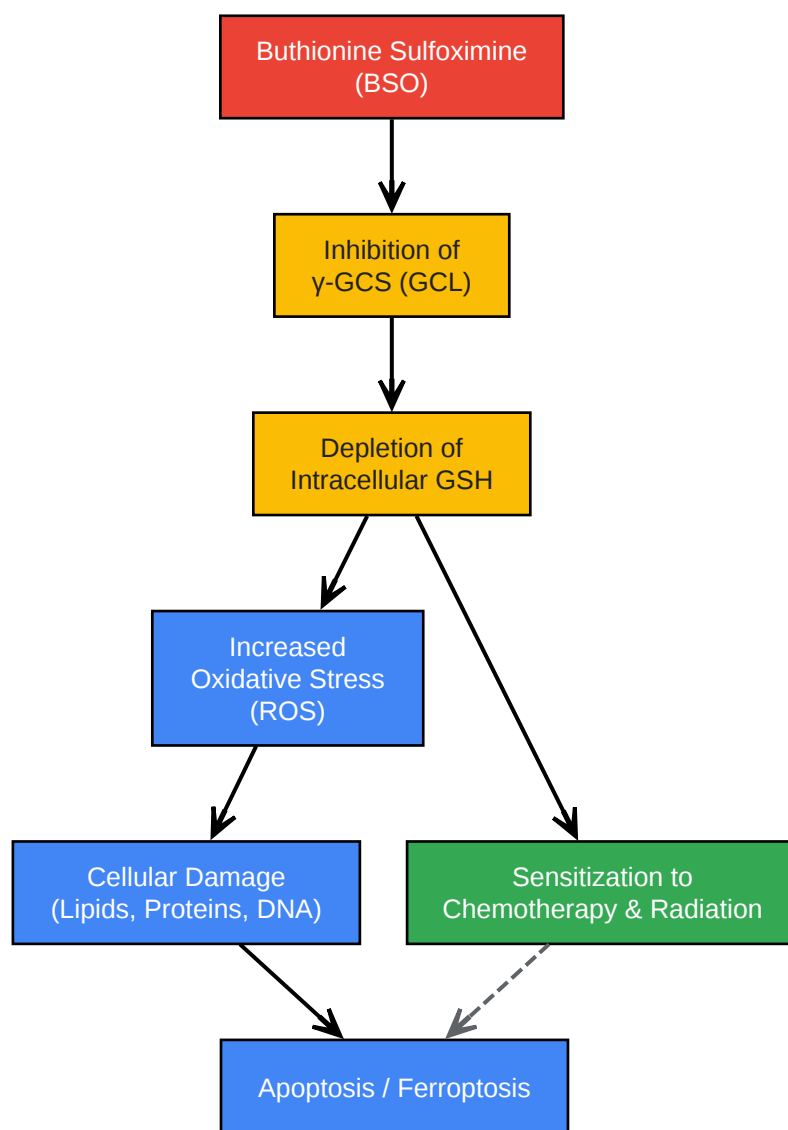 Buthionine Sulfoximine
(BSO)
Inhibition of
γ-GCS (GCL)
Depletion of
Intracellular GSH
Increased
Oxidative Stress
(ROS)
Cellular Damage
(Lipids, Proteins, DNA)
Sensitization to
Chemotherapy & Radiation
Apoptosis / Ferroptosis